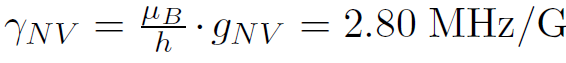 γ_NV = μ_B/h · g_NV = 2.80 MHz/G